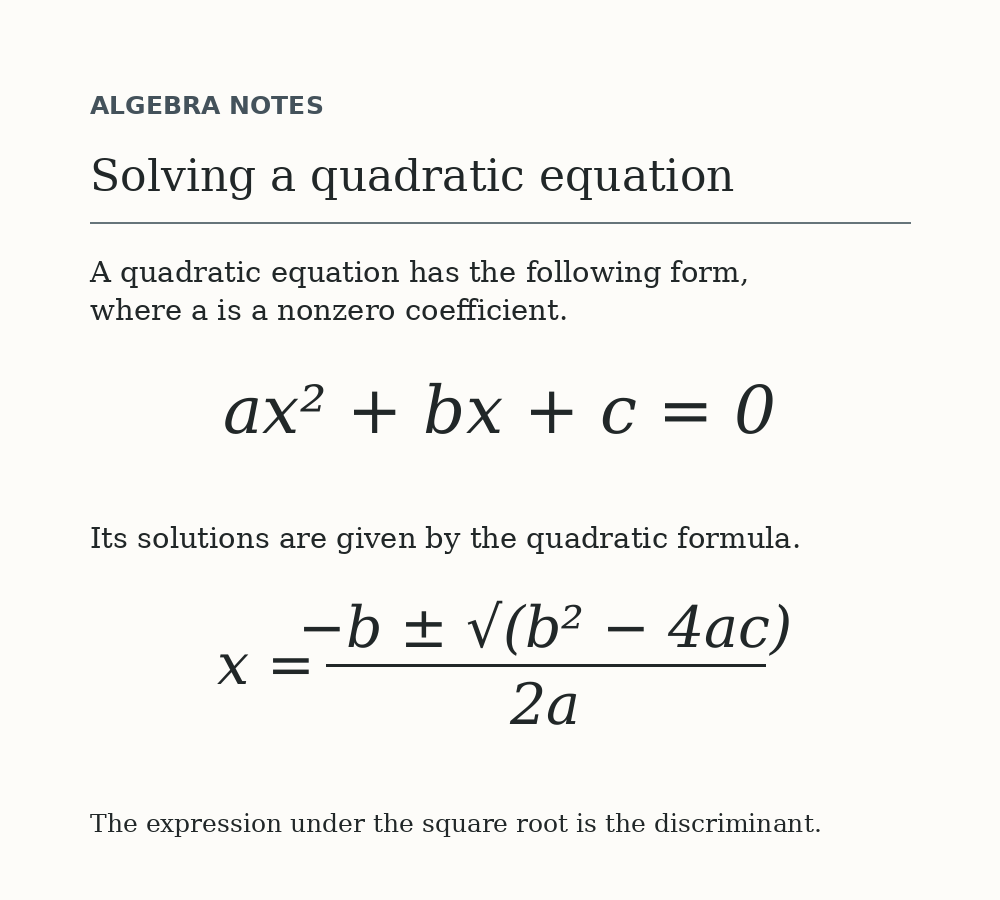 ALGEBRA NOTES
Solving a quadratic equation
A quadratic equation has the following form,
where a is a nonzero coefficient.
ax² + bx + c = 0
Its solutions are given by the quadratic formula.
−b ± √(b² − 4ac)
x =
2a
The expression under the square root is the discriminant.